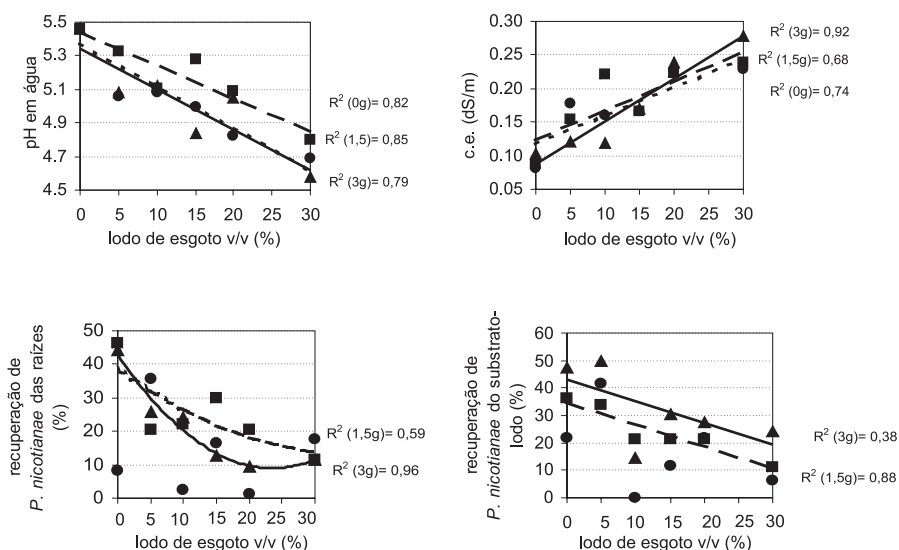 5.5
5.3
5.1
4.9
4.7
4.5
pH em água
0 5 10 15 20 25 30
lodo de esgoto v/v (%)
R² (0g)= 0,82
R² (1,5)= 0,85
R² (3g)= 0,79
0.30
0.25
0.20
0.15
0.10
0.05
c.e. (dS/m)
0 5 10 15 20 25 30
lodo de esgoto v/v (%)
R² (3g)= 0,92
R² (1,5g)= 0,68
R² (0g)= 0,74
50
40
30
20
10
0
recuperação de
P. nicotianae das raízes
(%)
0 5 10 15 20 25 30
lodo de esgoto v/v (%)
R² (1,5g)= 0,59
R² (3g)= 0,96
60
50
40
30
20
10
0
recuperação de
P. nicotianae do substrato-
lodo (%)
0 5 10 15 20 25 30
lodo de esgoto v/v (%)
R² (3g)= 0,38
R² (1,5g)= 0,88